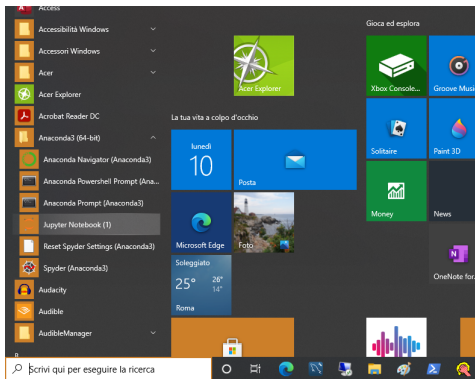 Access
Accessibilità Windows
Accessori Windows
Acer
Acer Explorer
Acrobat Reader DC
Anaconda3 (64-bit)
Anaconda Navigator (Anaconda3)
Anaconda Powershell Prompt (Ana...
Anaconda Prompt (Anaconda3)
Jupyter Notebook (1)
Reset Spyder Settings (Anaconda3)
Spyder (Anaconda3)
Audacity
Audible
AudibleManager
Acer Explorer
La tua vita a colpo d'occhio
lunedì
10
Posta
Microsoft Edge
Foto
Soleggiato
25°
26°
14°
Roma
Gioca ed esplora
Xbox Console...
Groove Musi
Solitaire
Paint 3D
Money
News
OneNote for.
Scrivi qui per eseguire la ricerca